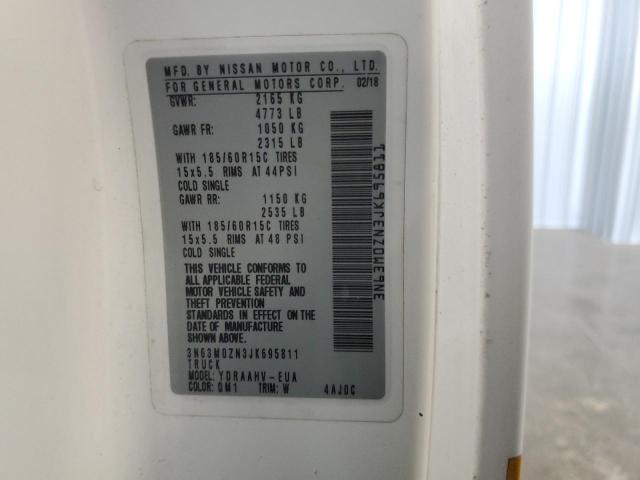 MFD. BY NISSAN MOTOR CO., LTD.
FOR GENERAL MOTORS CORP. 02/18
GVWR: 2165 KG
4773 LB
GAWR FR: 1050 KG
2315 LB
WITH 185/60R15C TIRES
15x5.5 RIMS AT 44PSI
COLD SINGLE
GAWR RR: 1150 KG
2535 LB
WITH 185/60R15C TIRES
15x5.5 RIMS AT 48 PSI
COLD SINGLE
THIS VEHICLE CONFORMS TO
ALL APPLICABLE FEDERAL
MOTOR VEHICLE SAFETY AND
THEFT PREVENTION
STANDARDS IN EFFECT ON THE
DATE OF MANUFACTURE SHOWN
ABOVE.
3N63M0ZN3JK695811
TRUCK
MODEL: YDRAAHV-EUA
COLOR: QM1 TRIM: W 4AJ0C
3N63M0ZN3JK695811